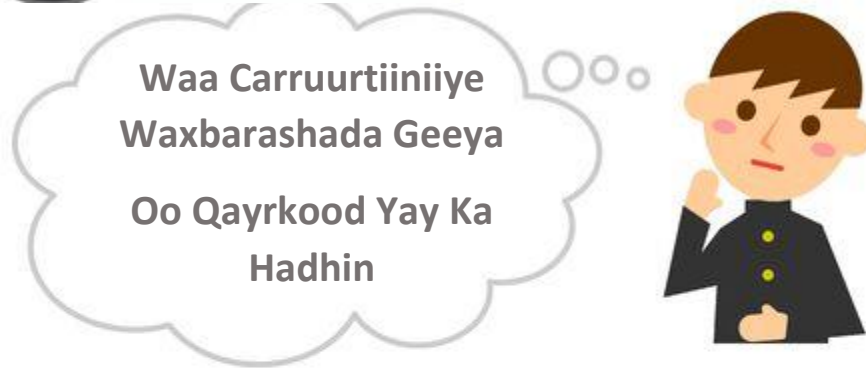 Waa Carruurtiiniiye
Waxbarashada Geeya
Oo Qayrkood Yay Ka
Hadhin